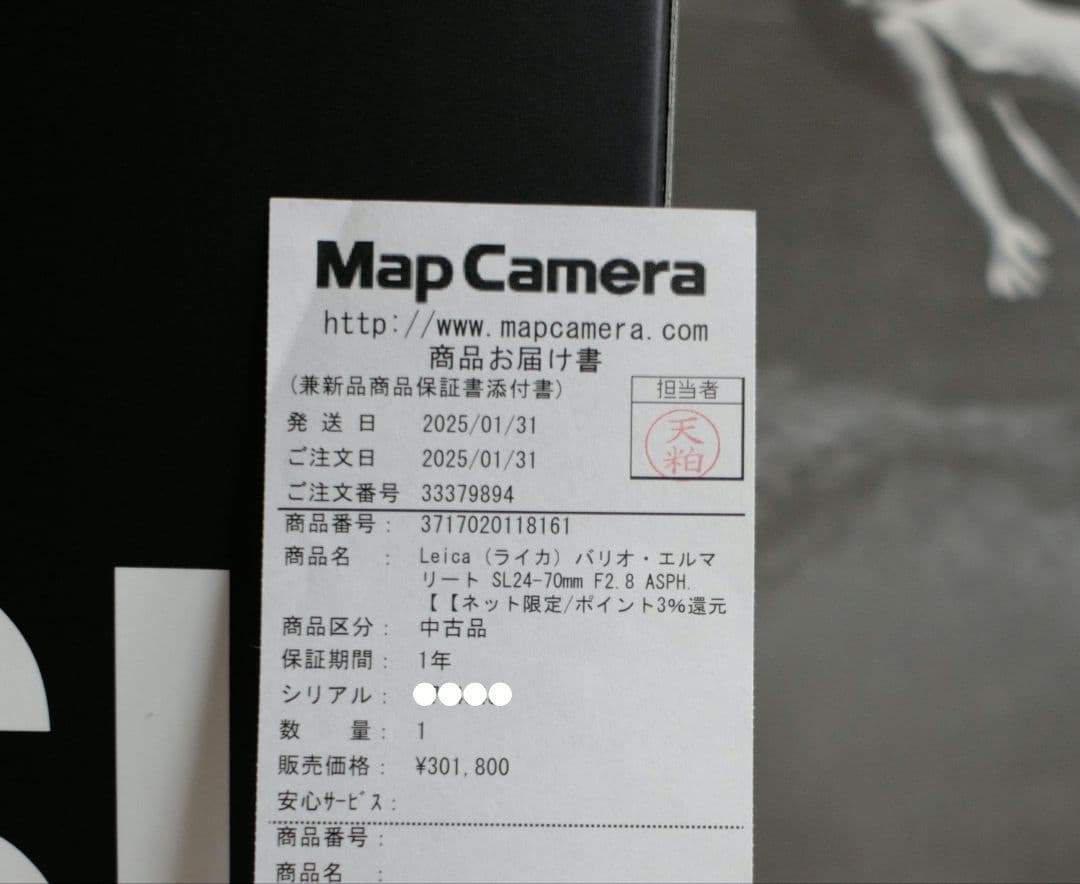 Map Camera
http://www.mapcamera.com
商品お届け書
(兼新品商品保証書添付書)
担当者
天粕
発送日 2025/01/31
ご注文日 2025/01/31
ご注文番号 33379894
商品番号: 3717020118161
商品名 : Leica (ライカ) バリオ・エルマ
リート SL24-70mm F2.8 ASPH.
【【ネット限定/ポイント3%還元
商品区分: 中古品
保証期間: 1年
シリアル:
数 量: 1
販売価格: ¥301,800
安心ｻｰﾋﾞｽ:
商品番号:
商品名 :